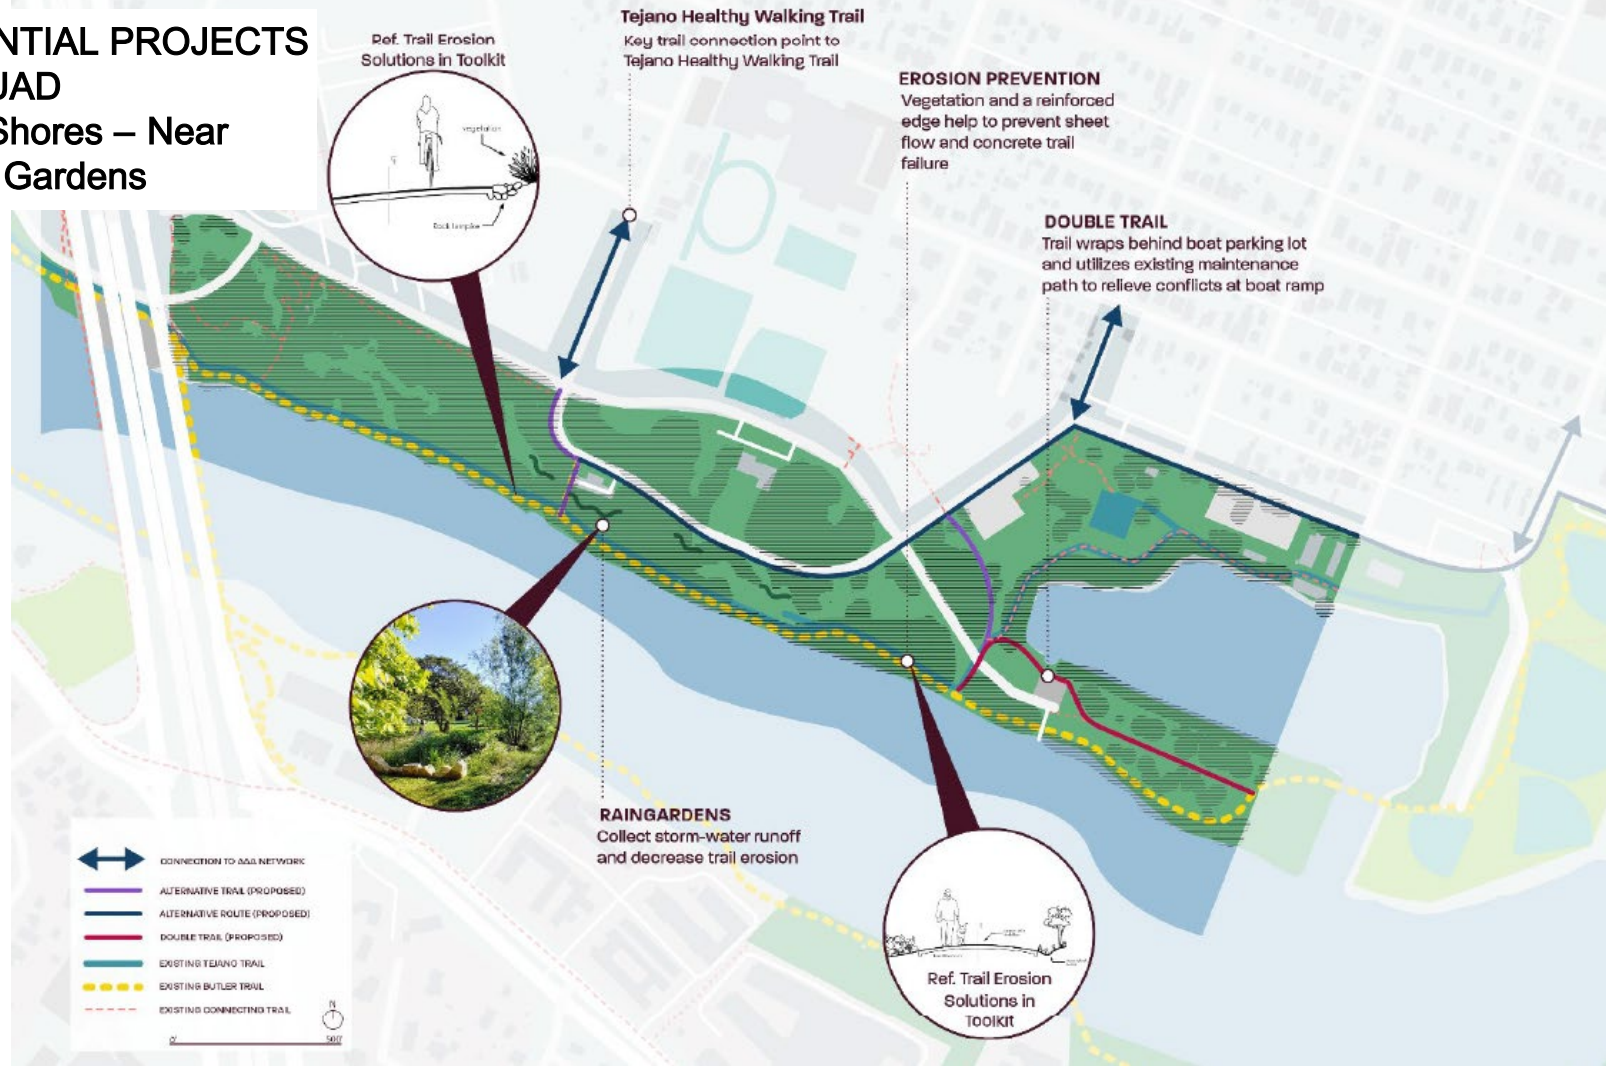 NTIAL PROJECTS
UAD
Shores – Near
Gardens
Ref. Trail Erosion
Solutions in Toolkit
vegetation
Tejano Healthy Walking Trail
Key trail connection point to
Tejano Healthy Walking Trail
EROSION PREVENTION
Vegetation and a reinforced
edge help to prevent sheet
flow and concrete trail
failure
DOUBLE TRAIL
Trail wraps behind boat parking lot
and utilizes existing maintenance
path to relieve conflicts at boat ramp
RAINGARDENS
Collect storm-water runoff
and decrease trail erosion
Ref. Trail Erosion
Solutions in
Toolkit
CONNECTION TO AAA NETWORK
ALTERNATIVE TRAIL (PROPOSED)
ALTERNATIVE ROUTE (PROPOSED)
DOUBLE TRAIL (PROPOSED)
EXISTING TEJANO TRAIL
EXISTING BUTLER TRAIL
EXISTING CONNECTING TRAIL
N
0'
500'